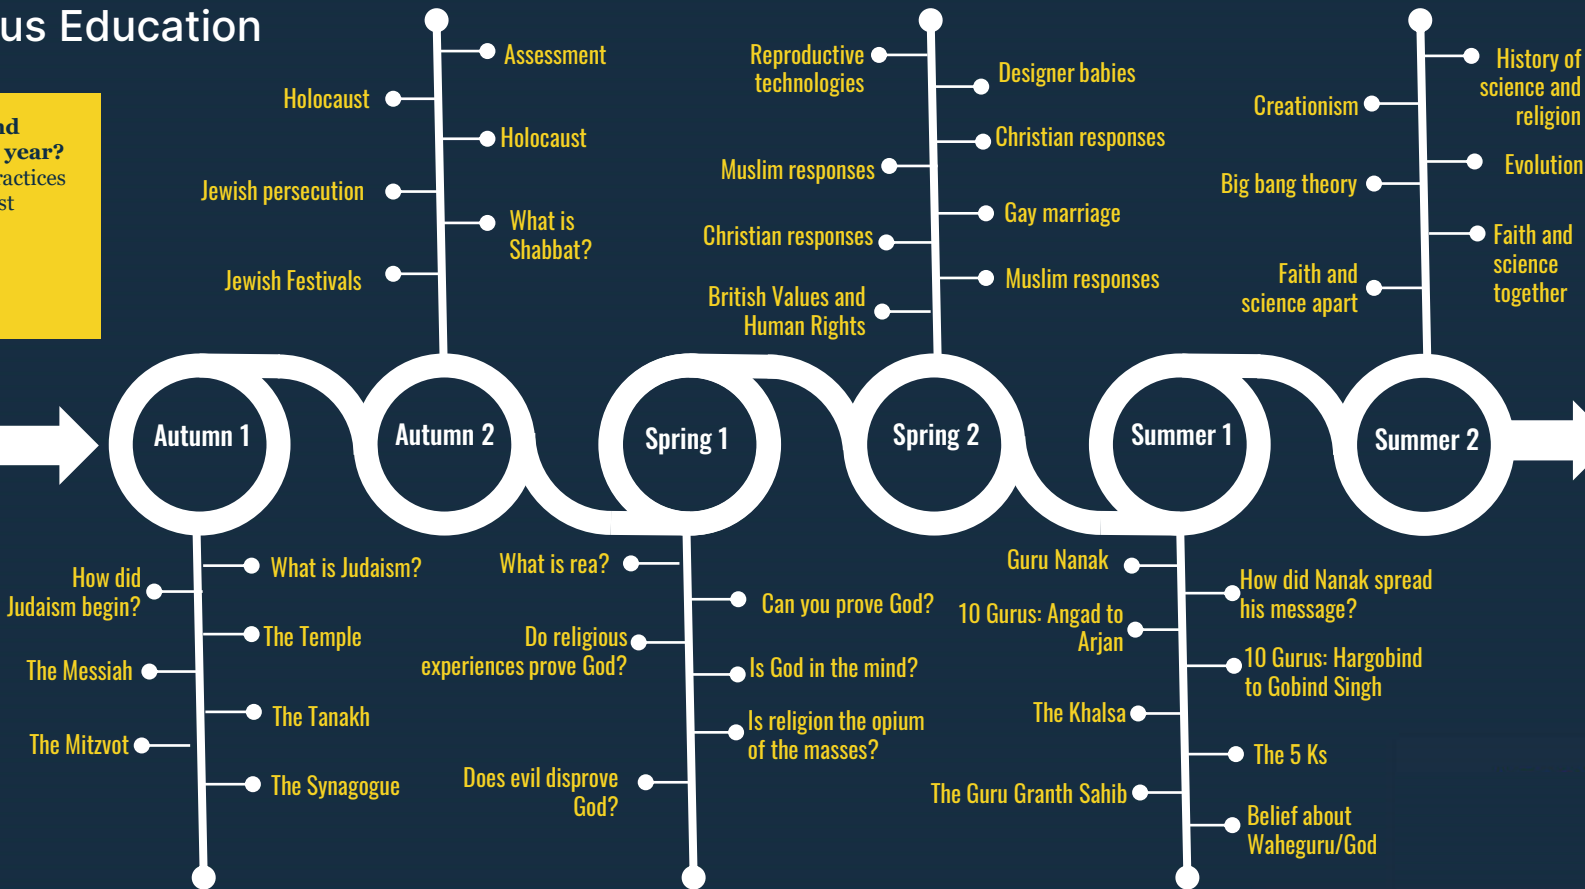 us Education
nd
year?
ractices
st
Assessment
Holocaust
Holocaust
Jewish persecution
What is
Shabbat?
Jewish Festivals
Reproductive
technologies
Designer babies
Christian responses
Muslim responses
Gay marriage
Christian responses
Muslim responses
British Values and
Human Rights
History of
science and
religion
Creationism
Evolution
Big bang theory
Faith and
science
together
Faith and
science apart
Autumn 1
Autumn 2
Spring 1
Spring 2
Summer 1
Summer 2
What is Judaism?
How did
Judaism begin?
The Temple
The Messiah
The Tanakh
The Mitzvot
The Synagogue
What is rea?
Can you prove God?
Do religious
experiences prove God?
Is God in the mind?
Is religion the opium
of the masses?
Does evil disprove
God?
Guru Nanak
How did Nanak spread
his message?
10 Gurus: Angad to
Arjan
10 Gurus: Hargobind
to Gobind Singh
The Khalsa
The 5 Ks
The Guru Granth Sahib
Belief about
Waheguru/God